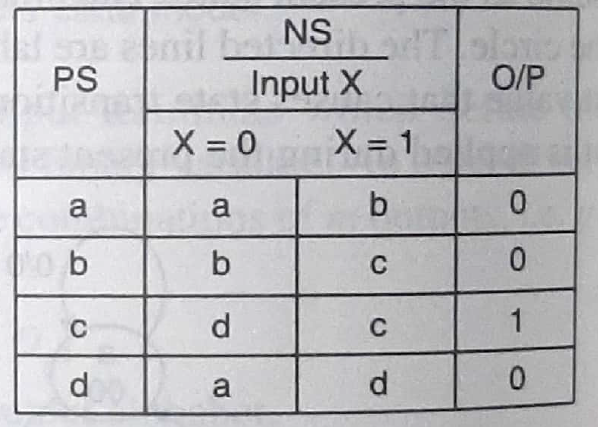 PS NS O/P
Input X
X = 0 X = 1
a a b 0
b b c 0
c d c 1
d a d 0